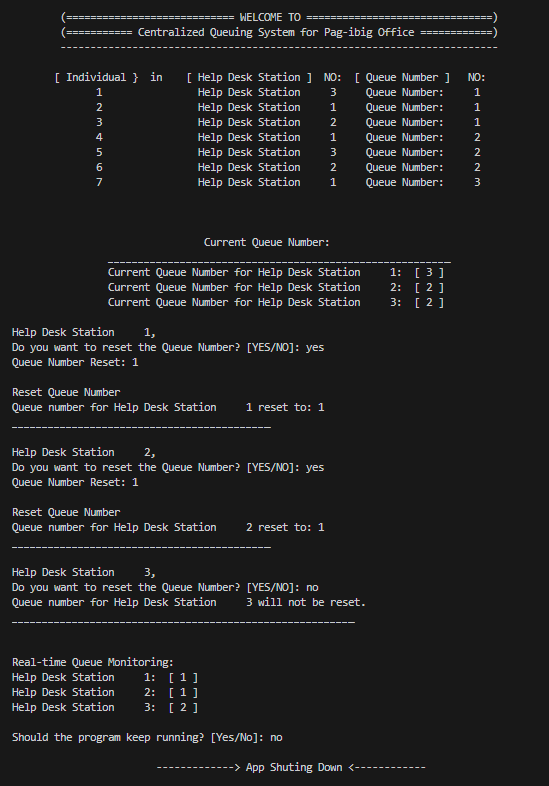 (============================ WELCOME TO ===============================)
(=========== Centralized Queuing System for Pag-ibig Office ============)
-------------------------------------------------------------------------
[ Individual } in [ Help Desk Station ] NO: [ Queue Number ] NO:
1 Help Desk Station 3 Queue Number: 1
2 Help Desk Station 1 Queue Number: 1
3 Help Desk Station 2 Queue Number: 1
4 Help Desk Station 1 Queue Number: 2
5 Help Desk Station 3 Queue Number: 2
6 Help Desk Station 2 Queue Number: 2
7 Help Desk Station 1 Queue Number: 3
Current Queue Number:
_________________________________________________________
Current Queue Number for Help Desk Station 1: [ 3 ]
Current Queue Number for Help Desk Station 2: [ 2 ]
Current Queue Number for Help Desk Station 3: [ 2 ]
Help Desk Station 1,
Do you want to reset the Queue Number? [YES/NO]: yes
Queue Number Reset: 1
Reset Queue Number
Queue number for Help Desk Station 1 reset to: 1
___________________________________________
Help Desk Station 2,
Do you want to reset the Queue Number? [YES/NO]: yes
Queue Number Reset: 1
Reset Queue Number
Queue number for Help Desk Station 2 reset to: 1
___________________________________________
Help Desk Station 3,
Do you want to reset the Queue Number? [YES/NO]: no
Queue number for Help Desk Station 3 will not be reset.
_________________________________________________________
Real-time Queue Monitoring:
Help Desk Station 1: [ 1 ]
Help Desk Station 2: [ 1 ]
Help Desk Station 3: [ 2 ]
Should the program keep running? [Yes/No]: no
-------------> App Shuting Down <------------